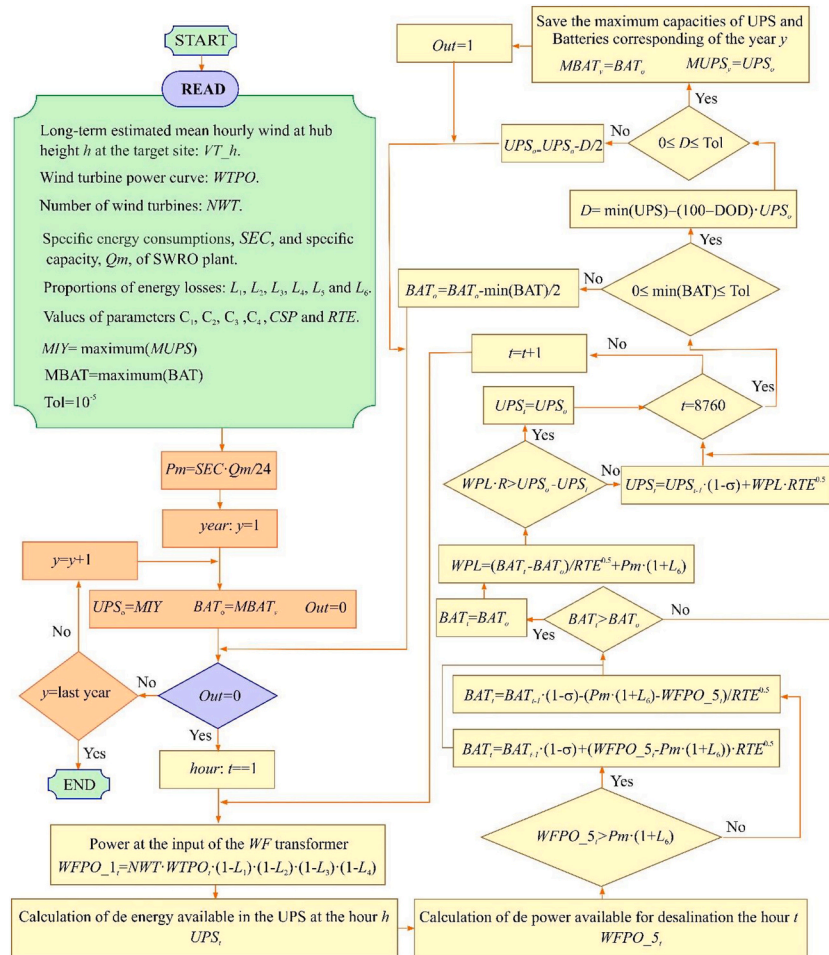 START
READ
Long-term estimated mean hourly wind at hub
height h at the target site: VT_h.
Wind turbine power curve: WTPO.
Number of wind turbines: NWT.
Specific energy consumptions, SEC, and specific
capacity, Qm, of SWRO plant.
Proportions of energy losses: L₁, L₂, L₃, L₄, L₅ and L₆.
Values of parameters C₁, C₂, C₃ ,C₄ ,CSP and RTE.
MIY= maximum(MUPS)
MBAT=maximum(BAT)
Tol=10⁻⁵
Pm=SEC·Qm/24
year: y=1
y=y+1
UPSₒ=MIY BATₒ=MBATᵧ Out=0
No
y=last year
No
Out=0
Yes
Yes
END
hour: t==1
Power at the input of the WF transformer
WFPO_1ₜ=NWT·WTPOₜ·(1-L₁)·(1-L₂)·(1-L₃)·(1-L₄)
Calculation of de energy available in the UPS at the hour h
UPSₜ
Calculation of de power available for desalination the hour t
WFPO_5ₜ
WFPO_5ₜ>Pm·(1+L₆)
No
Yes
BATₜ=BATₜ₋₁·(1-σ)+(WFPO_5ₜ-Pm·(1+L₆))·RTE⁰·⁵
BATₜ=BATₜ₋₁·(1-σ)-(Pm·(1+L₆)-WFPO_5ₜ)/RTE⁰·⁵
BATₜ=BATₒ
Yes
BATₜ>BATₒ
No
WPL=(BATₜ-BATₒ)/RTE⁰·⁵+Pm·(1+L₆)
WPL·R>UPSₒ-UPSₜ
No
UPSₜ=UPSₜ₋₁·(1-σ)+WPL·RTE⁰·⁵
Yes
UPSₜ=UPSₒ
t=8760
Yes
No
t=t+1
BATₒ=BATₒ-min(BAT)/2
No
0≤ min(BAT)≤ Tol
Yes
D= min(UPS)–(100–DOD)·UPSₒ
UPSₒ=UPSₒ-D/2
No
0≤ D≤ Tol
Yes
Out=1
Save the maximum capacities of UPS and
Batteries corresponding of the year y
MBATᵧ=BATₒ MUPSᵧ=UPSₒ